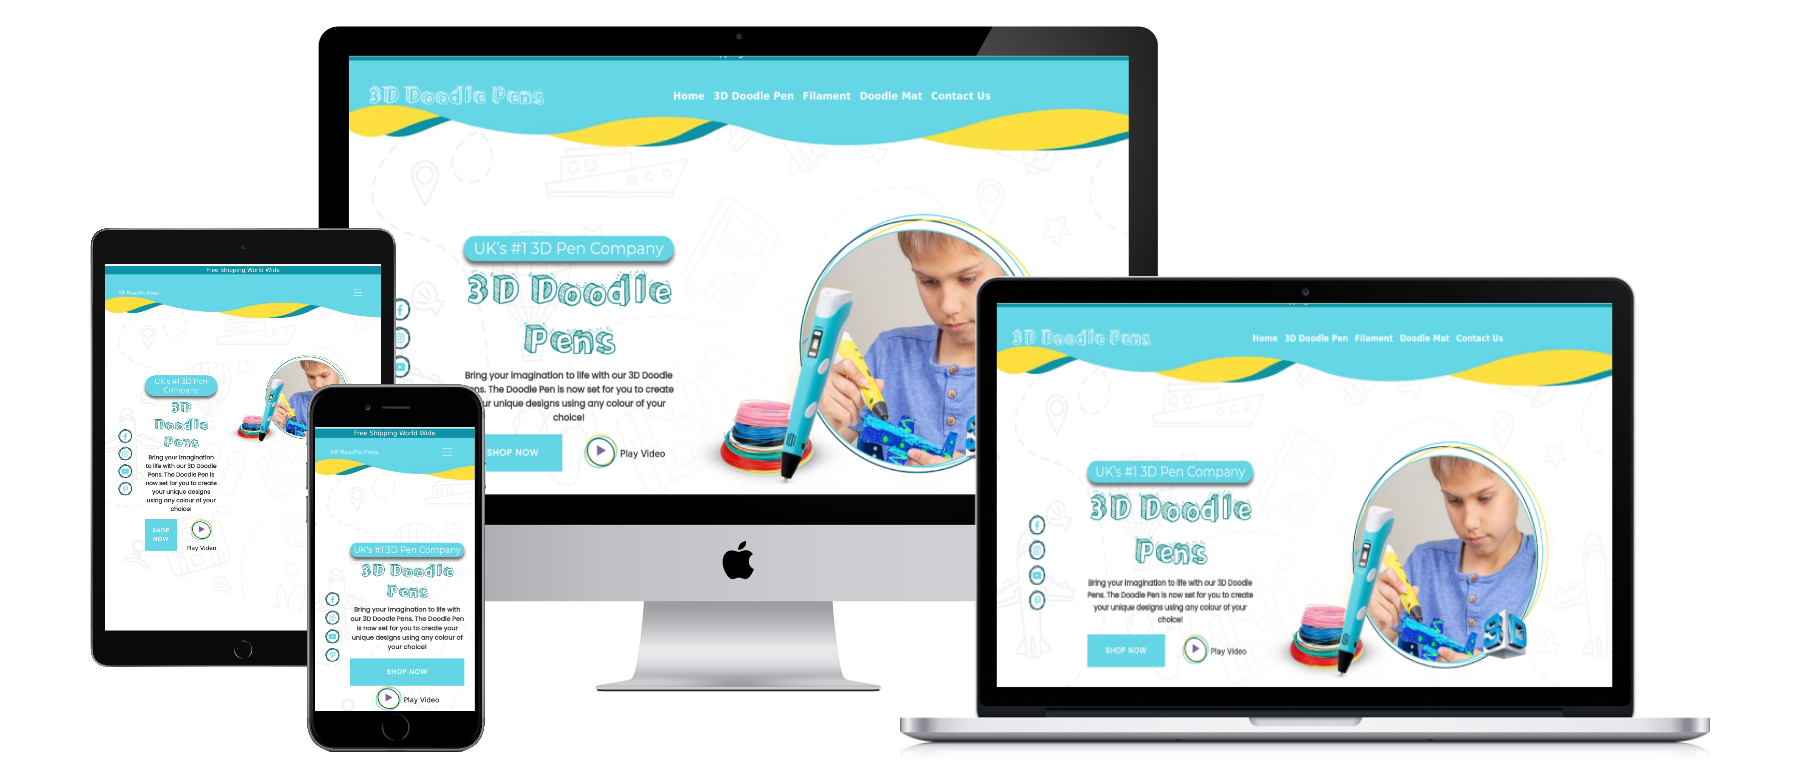 3D Doodle Pens
Home 3D Doodle Pen Filament Doodle Mat Contact Us
UK's #1 3D Pen Company
3D Doodle
Pens
Bring your imagination to life with our 3D Doodle
Pens. The Doodle Pen is now set for you to create
your unique designs using any colour of your
choice!
SHOP NOW
Play Video
Free Shipping World Wide
3D Doodle Pens
UK's #1 3D Pen
Company
3D
Doodle
Pens
Bring your imagination
to life with our 3D Doodle
Pens. The Doodle Pen is
now set for you to create
your unique designs
using any colour of your
choice!
SHOP
NOW
Play Video
Free Shipping World Wide
3D Doodle Pens
UK's #1 3D Pen Company
3D Doodle
Pens
Bring your imagination to life with
our 3D Doodle Pens. The Doodle Pen
is now set for you to create your
unique designs using any colour of
your choice!
SHOP NOW
Play Video
3D Doodle Pens
Home 3D Doodle Pen Filament Doodle Mat Contact Us
UK's #1 3D Pen Company
3D Doodle
Pens
Bring your imagination to life with our 3D Doodle
Pens. The Doodle Pen is now set for you to create
your unique designs using any colour of your
choice!
SHOP NOW
Play Video
3D